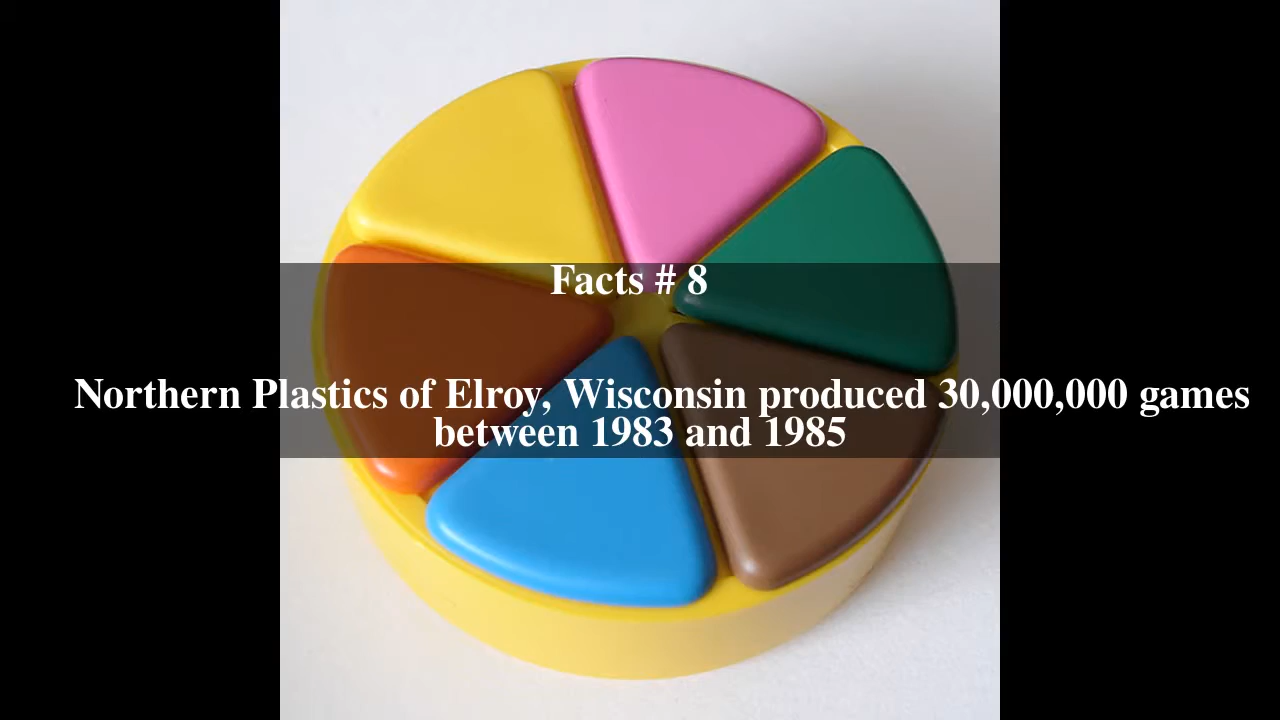 Facts # 8
Northern Plastics of Elroy, Wisconsin produced 30,000,000 games
between 1983 and 1985